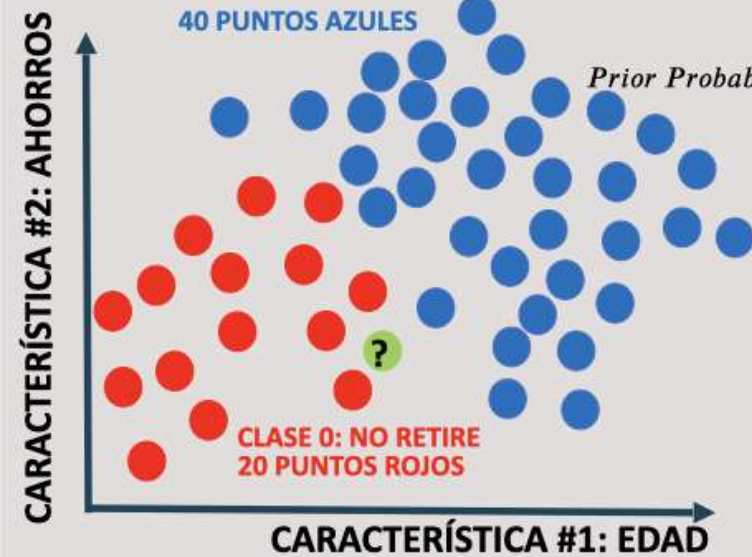 40 PUNTOS AZULES
Prior Probab
CARACTERÍSTICA #2: AHORROS
?
CLASE 0: NO RETIRE
20 PUNTOS ROJOS
CARACTERÍSTICA #1: EDAD